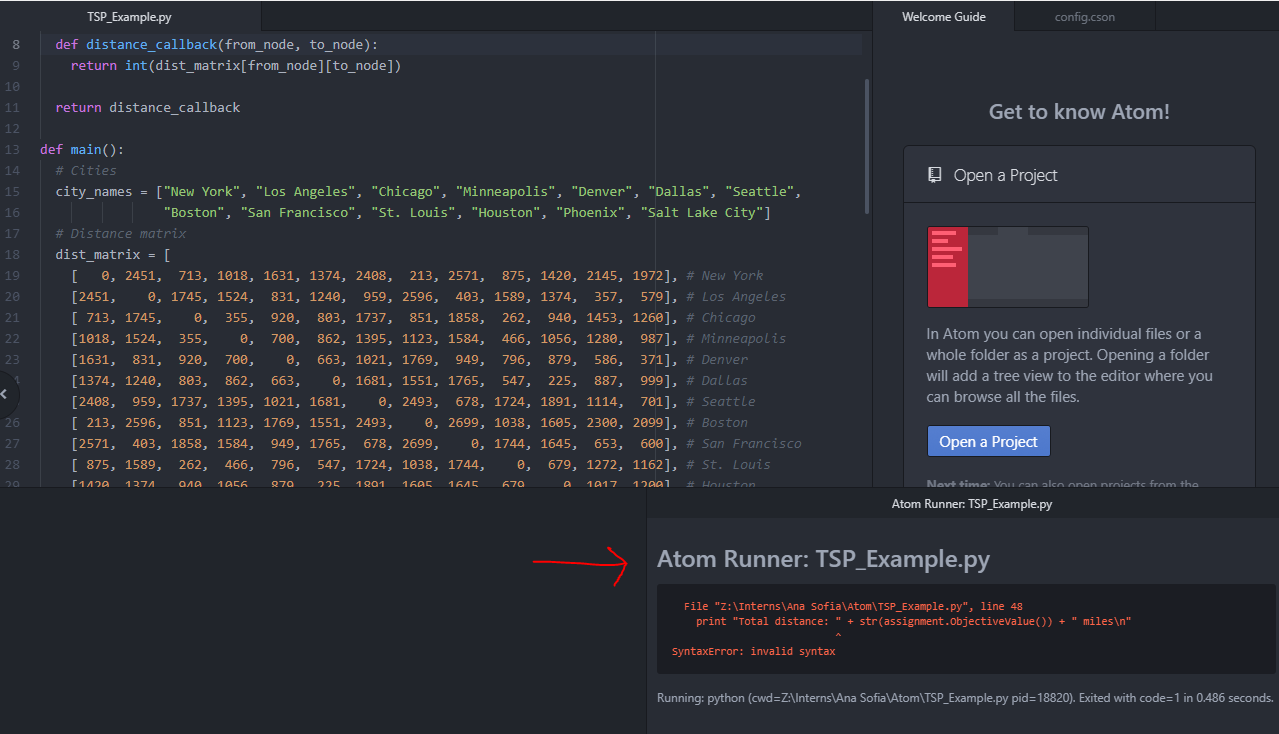 TSP_Example.py
8 def distance_callback(from_node, to_node):
9 return int(dist_matrix[from_node][to_node])
10
11 return distance_callback
12
13 def main():
14 # Cities
15 city_names = ["New York", "Los Angeles", "Chicago", "Minneapolis", "Denver", "Dallas", "Seattle",
16 "Boston", "San Francisco", "St. Louis", "Houston", "Phoenix", "Salt Lake City"]
17 # Distance matrix
18 dist_matrix = [
19 [   0, 2451,  713, 1018, 1631, 1374, 2408,  213, 2571,  875, 1420, 2145, 1972], # New York
20 [2451,    0, 1745, 1524,  831, 1240,  959, 2596,  403, 1589, 1374,  357,  579], # Los Angeles
21 [ 713, 1745,    0,  355,  920,  803, 1737,  851, 1858,  262,  940, 1453, 1260], # Chicago
22 [1018, 1524,  355,    0,  700,  862, 1395, 1123, 1584,  466, 1056, 1280,  987], # Minneapolis
23 [1631,  831,  920,  700,    0,  663, 1021, 1769,  949,  796,  879,  586,  371], # Denver
[1374, 1240,  803,  862,  663,    0, 1681, 1551, 1765,  547,  225,  887,  999], # Dallas
[2408,  959, 1737, 1395, 1021, 1681,    0, 2493,  678, 1724, 1891, 1114,  701], # Seattle
26 [ 213, 2596,  851, 1123, 1769, 1551, 2493,    0, 2699, 1038, 1605, 2300, 2099], # Boston
27 [2571,  403, 1858, 1584,  949, 1765,  678, 2699,    0, 1744, 1645,  653,  600], # San Francisco
28 [ 875, 1589,  262,  466,  796,  547, 1724, 1038, 1744,    0,  679, 1272, 1162], # St. Louis
29 [1420, 1374,  940, 1056,  879,  225, 1891, 1605, 1645,  679,    0, 1017, 1200], # Houston
Welcome Guide
config.cson
Get to know Atom!
Open a Project
In Atom you can open individual files or a
whole folder as a project. Opening a folder
will add a tree view to the editor where you
can browse all the files.
Open a Project
Next time: You can also open projects from the
Atom Runner: TSP_Example.py
Atom Runner: TSP_Example.py
File "Z:\Interns\Ana Sofia\Atom\TSP_Example.py", line 48
print "Total distance: " + str(assignment.ObjectiveValue()) + " miles\n"
^
SyntaxError: invalid syntax
Running: python (cwd=Z:\Interns\Ana Sofia\Atom\TSP_Example.py pid=18820). Exited with code=1 in 0.486 seconds.